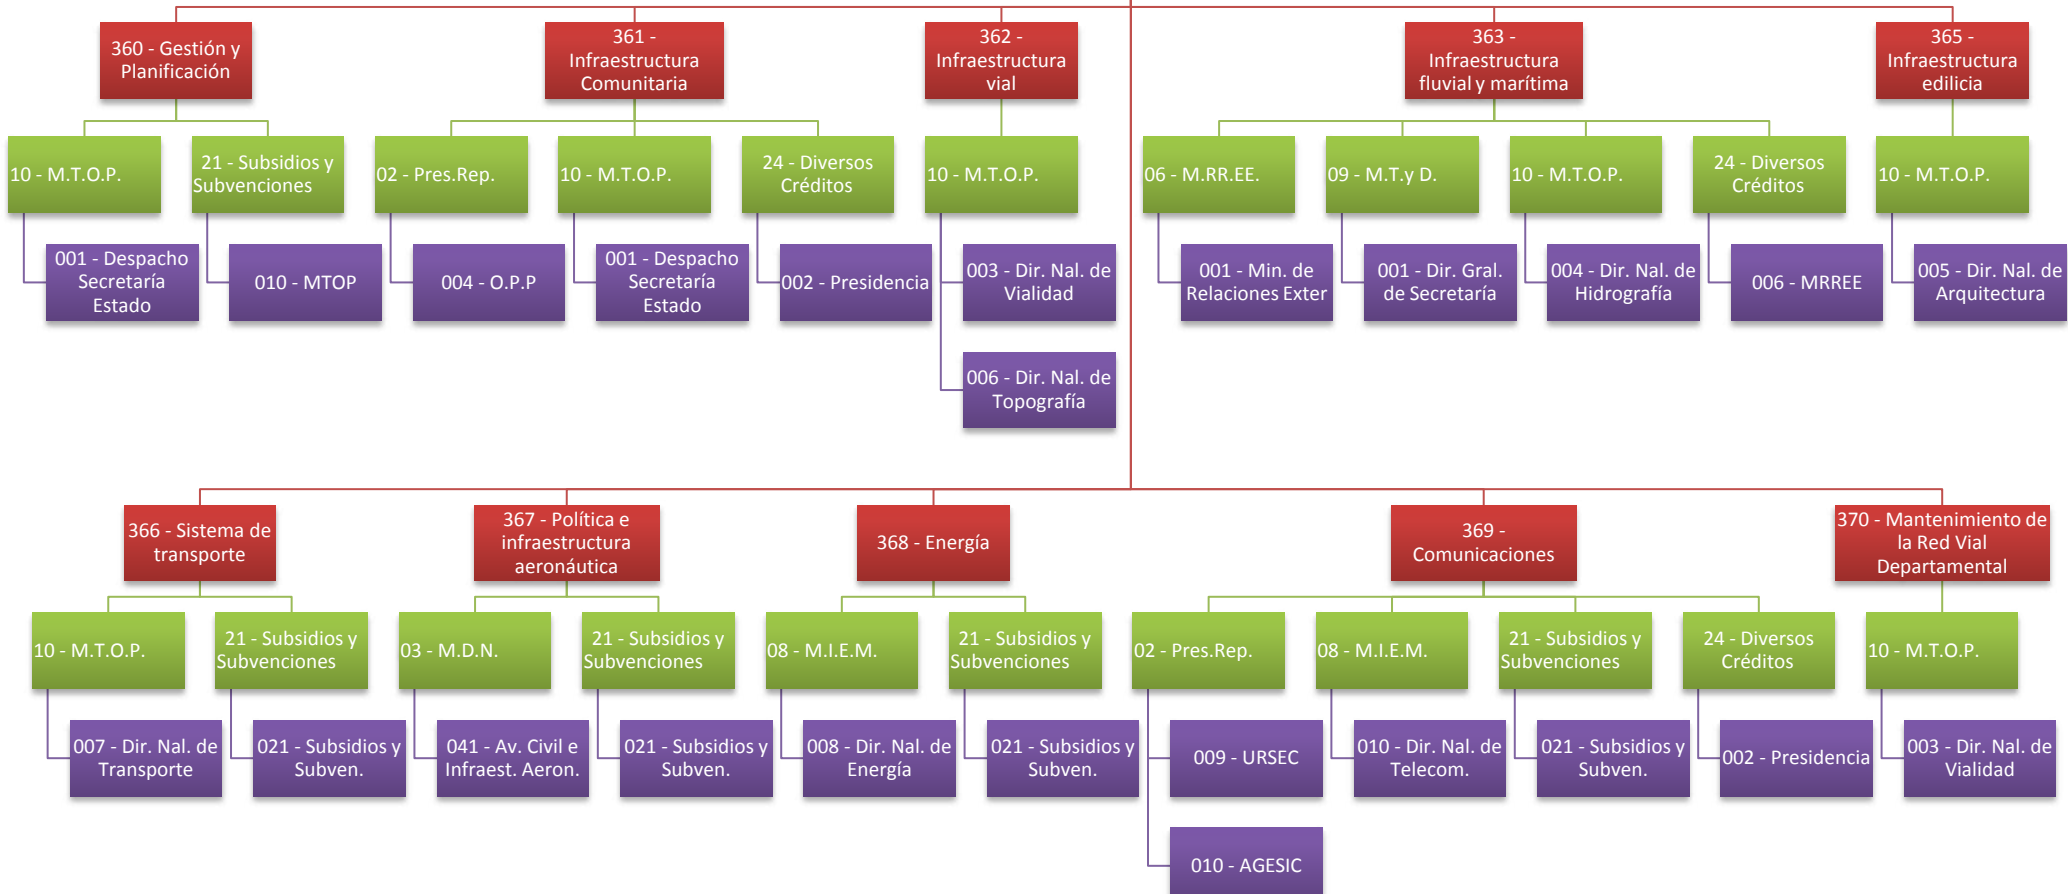 360 - Gestión y
Planificación
361 -
Infraestructura
Comunitaria
362 -
Infraestructura
vial
363 -
Infraestructura
fluvial y marítima
365 -
Infraestructura
edilicia
10 - M.T.O.P.
21 - Subsidios y
Subvenciones
02 - Pres.Rep.
10 - M.T.O.P.
24 - Diversos
Créditos
10 - M.T.O.P.
06 - M.RR.EE.
09 - M.T.y D.
10 - M.T.O.P.
24 - Diversos
Créditos
10 - M.T.O.P.
001 - Despacho
Secretaría
Estado
010 - MTOP
004 - O.P.P
001 - Despacho
Secretaría
Estado
002 - Presidencia
003 - Dir. Nal. de
Vialidad
001 - Min. de
Relaciones Exter
001 - Dir. Gral.
de Secretaría
004 - Dir. Nal. de
Hidrografía
006 - MRREE
005 - Dir. Nal. de
Arquitectura
006 - Dir. Nal. de
Topografía
366 - Sistema de
transporte
367 - Política e
infraestructura
aeronáutica
368 - Energía
369 -
Comunicaciones
370 - Mantenimiento de
la Red Vial
Departamental
10 - M.T.O.P.
21 - Subsidios y
Subvenciones
03 - M.D.N.
21 - Subsidios y
Subvenciones
08 - M.I.E.M.
21 - Subsidios y
Subvenciones
02 - Pres.Rep.
08 - M.I.E.M.
21 - Subsidios y
Subvenciones
24 - Diversos
Créditos
10 - M.T.O.P.
007 - Dir. Nal. de
Transporte
021 - Subsidios y
Subven.
041 - Av. Civil e
Infraest. Aeron.
021 - Subsidios y
Subven.
008 - Dir. Nal. de
Energía
021 - Subsidios y
Subven.
009 - URSEC
010 - Dir. Nal. de
Telecom.
021 - Subsidios y
Subven.
002 - Presidencia
003 - Dir. Nal. de
Vialidad
010 - AGESIC